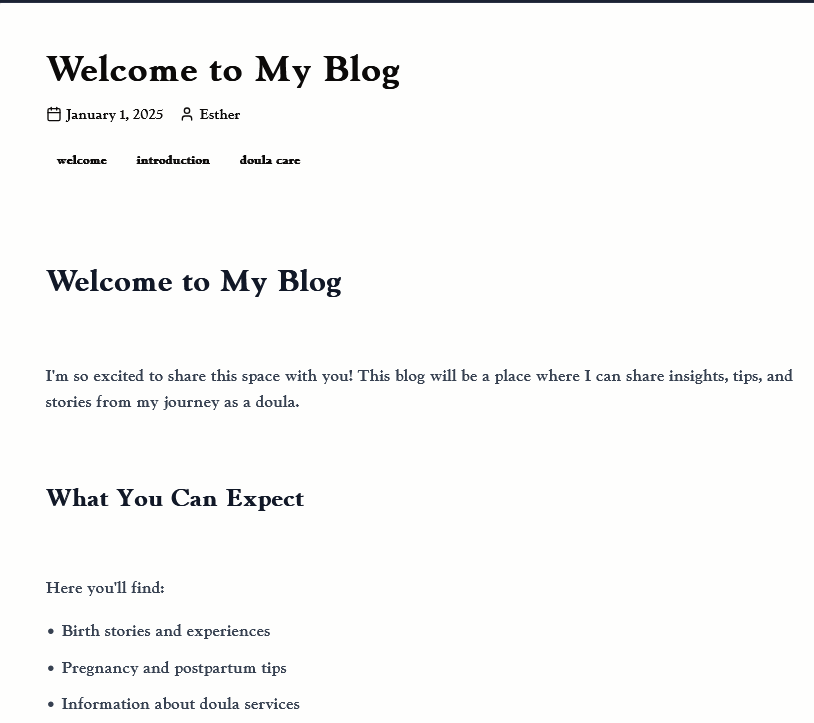 Welcome to My Blog
January 1, 2025 Esther
welcome introduction doula care
Welcome to My Blog
I'm so excited to share this space with you! This blog will be a place where I can share insights, tips, and
stories from my journey as a doula.
What You Can Expect
Here you'll find:
• Birth stories and experiences
• Pregnancy and postpartum tips
• Information about doula services